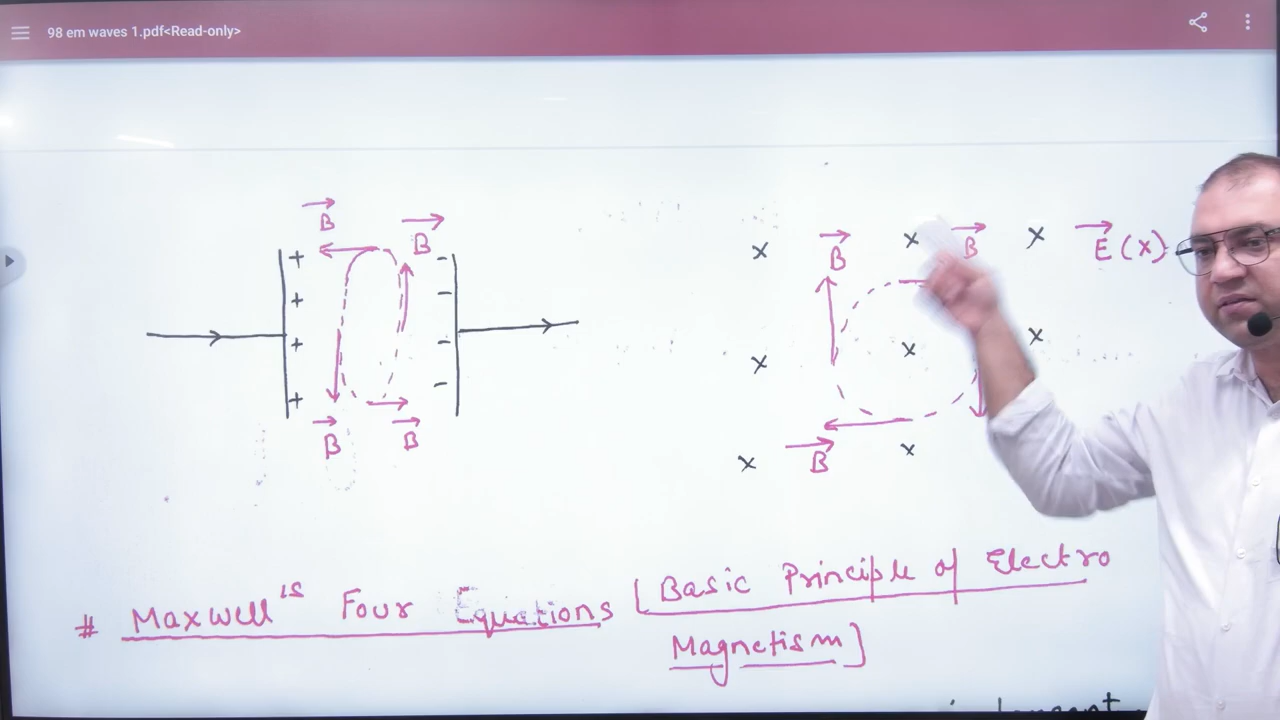 98 em waves 1.pdf<Read-only>
B B
+ -
+ -
+ -
+ -
B B
x B x B x E (x)
x x x
x B x
# Maxwell's Four Equations [Basic Principle of Electro
Magnetism]